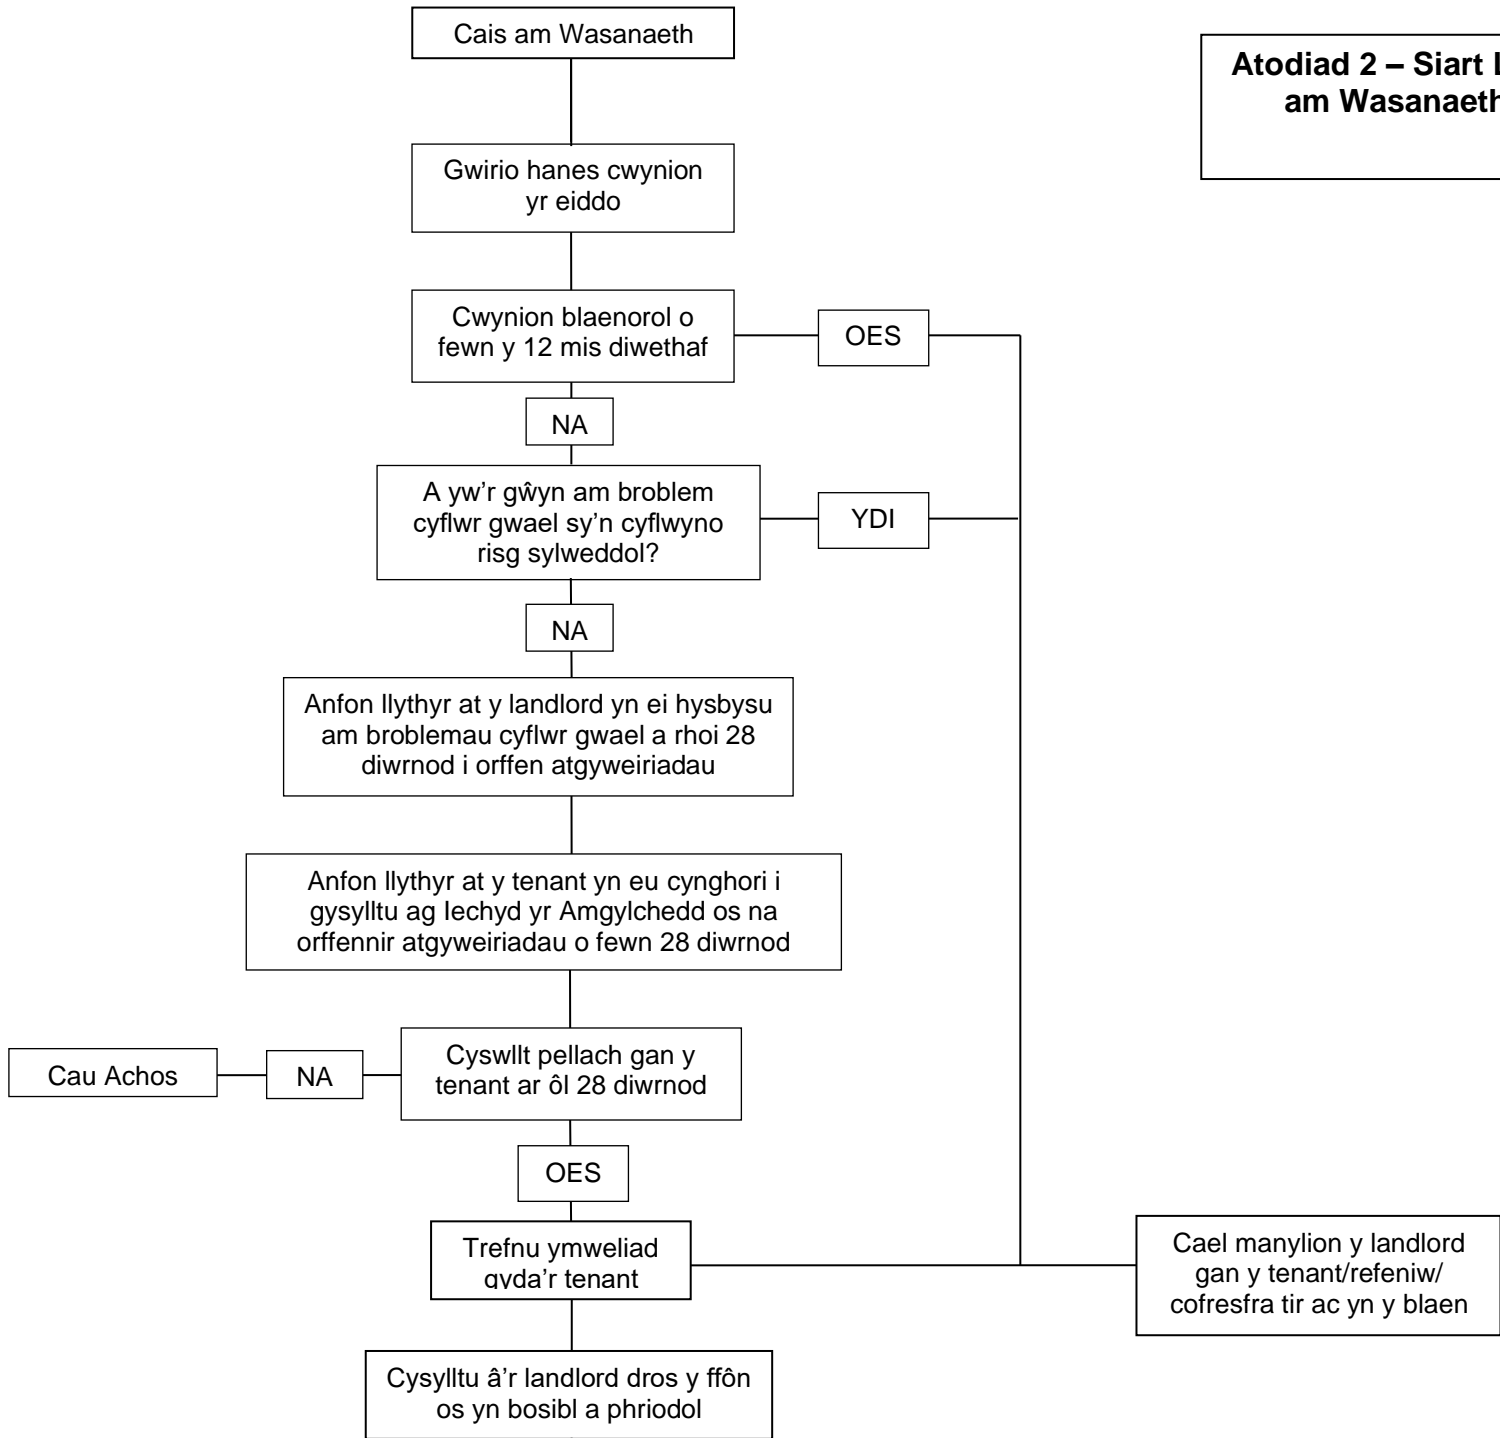 Cais am Wasanaeth
Atodiad 2 – Siart
am Wasanaeth
Gwirio hanes cwynion
yr eiddo
Cwynion blaenorol o
fewn y 12 mis diwethaf
OES
NA
A yw'r gŵyn am broblem
cyflwr gwael sy'n cyflwyno
risg sylweddol?
YDI
NA
Anfon llythyr at y landlord yn ei hysbysu
am broblemau cyflwr gwael a rhoi 28
diwrnod i orffen atgyweiriadau
Anfon llythyr at y tenant yn eu cynghori i
gysylltu ag Iechyd yr Amgylchedd os na
orffennir atgyweiriadau o fewn 28 diwrnod
Cau Achos
NA
Cyswllt pellach gan y
tenant ar ôl 28 diwrnod
OES
Trefnu ymweliad
gyda'r tenant
Cael manylion y landlord
gan y tenant/refeniw/
cofresfra tir ac yn y blaen
Cysylltu â'r landlord dros y ffôn
os yn bosibl a phriodol